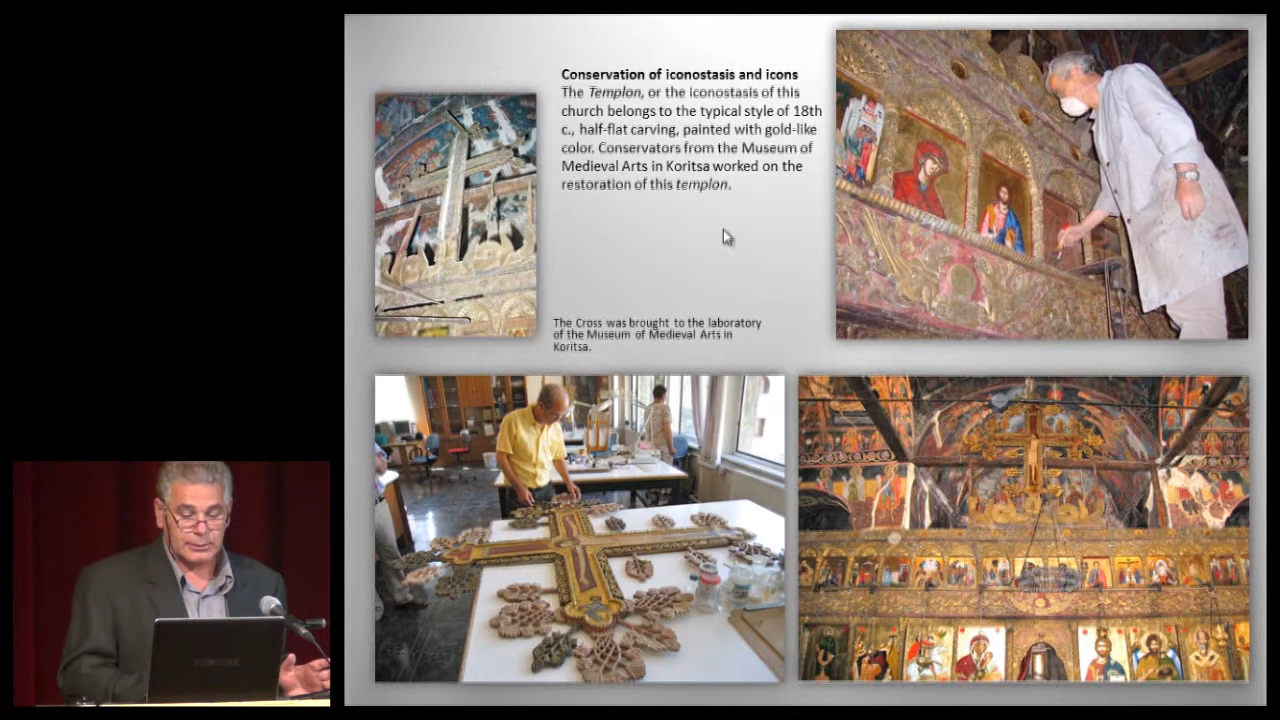 Conservation of iconostasis and icons
The Templon, or the iconostasis of this
church belongs to the typical style of 18th
c., half-flat carving, painted with gold-like
color. Conservators from the Museum of
Medieval Arts in Koritsa worked on the
restoration of this templon.
The Cross was brought to the laboratory
of the Museum of Medieval Arts in
Koritsa.